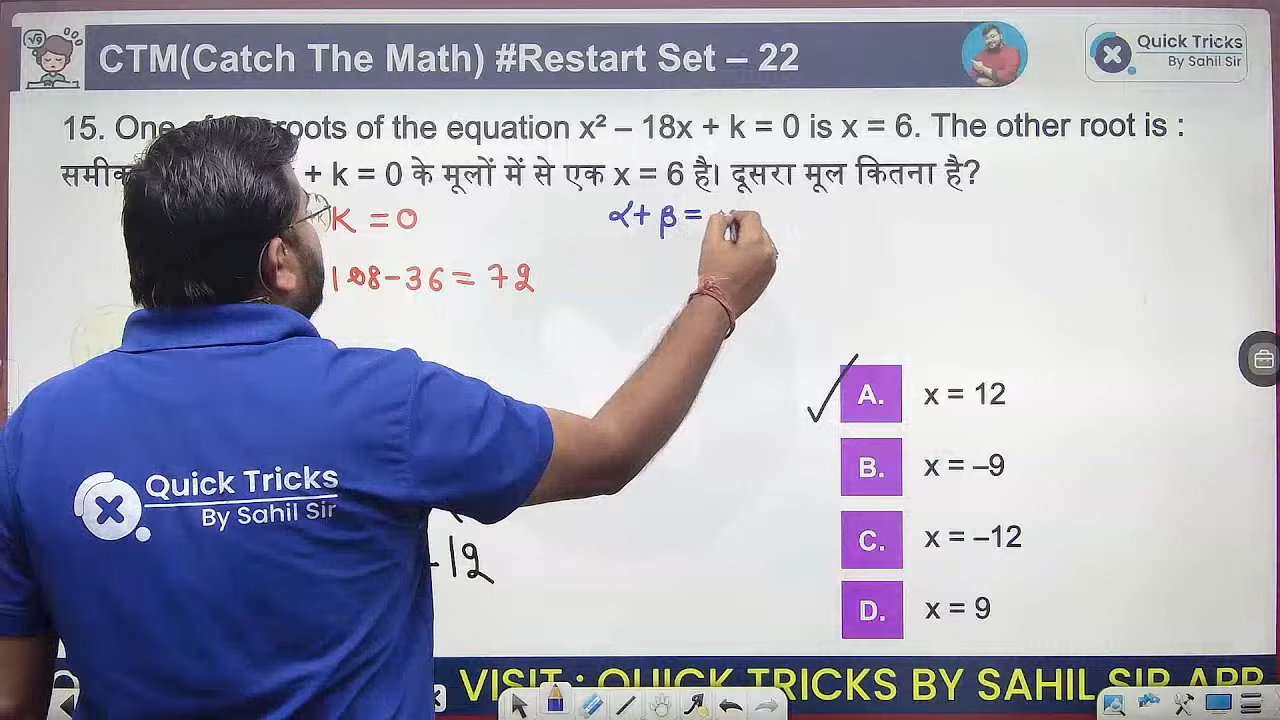 CTM(Catch The Math) #Restart Set – 22
Quick Tricks
By Sahil Sir
15. One roots of the equation x² – 18x + k = 0 is x = 6. The other root is :
+ k = 0 के मूलों में से एक x = 6 है। दूसरा मूल कितना है?
K = 0
α + β =
108 - 36 = 72
A. x = 12
B. x = –9
Quick Tricks
By Sahil Sir
C. x = –12
12
D. x = 9
VISIT : QUICK TRICKS BY SAHIL SIR APP